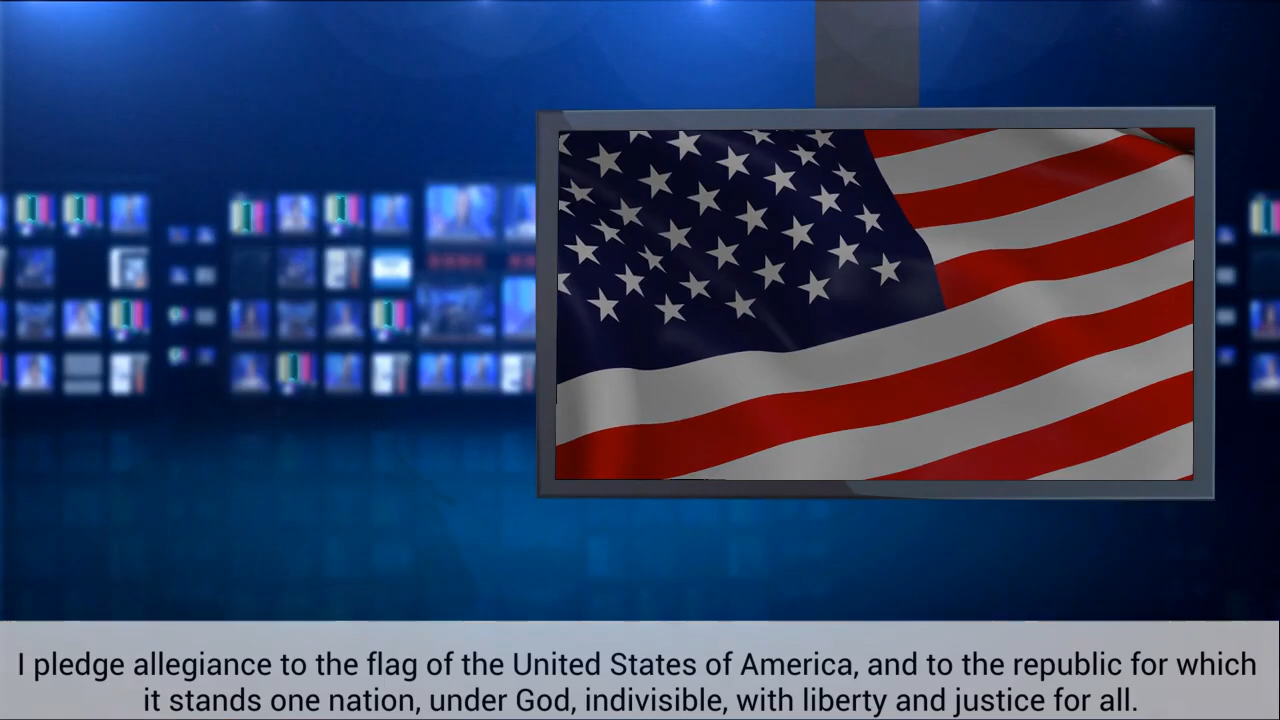 I pledge allegiance to the flag of the United States of America, and to the republic for which
it stands one nation, under God, indivisible, with liberty and justice for all.